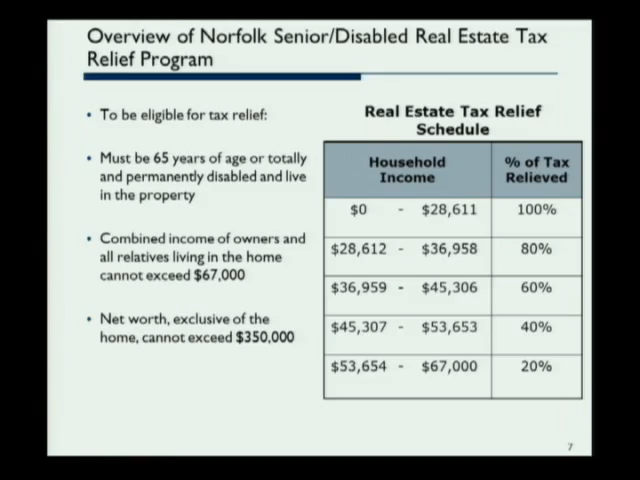 Overview of Norfolk Senior/Disabled Real Estate Tax
Relief Program
• To be eligible for tax relief:
• Must be 65 years of age or totally
and permanently disabled and live
in the property
• Combined income of owners and
all relatives living in the home
cannot exceed $67,000
• Net worth, exclusive of the
home, cannot exceed $350,000
Real Estate Tax Relief
Schedule
Household Income | % of Tax Relieved
$0 - $28,611 100%
$28,612 - $36,958 80%
$36,959 - $45,306 60%
$45,307 - $53,653 40%
$53,654 - $67,000 20%
7